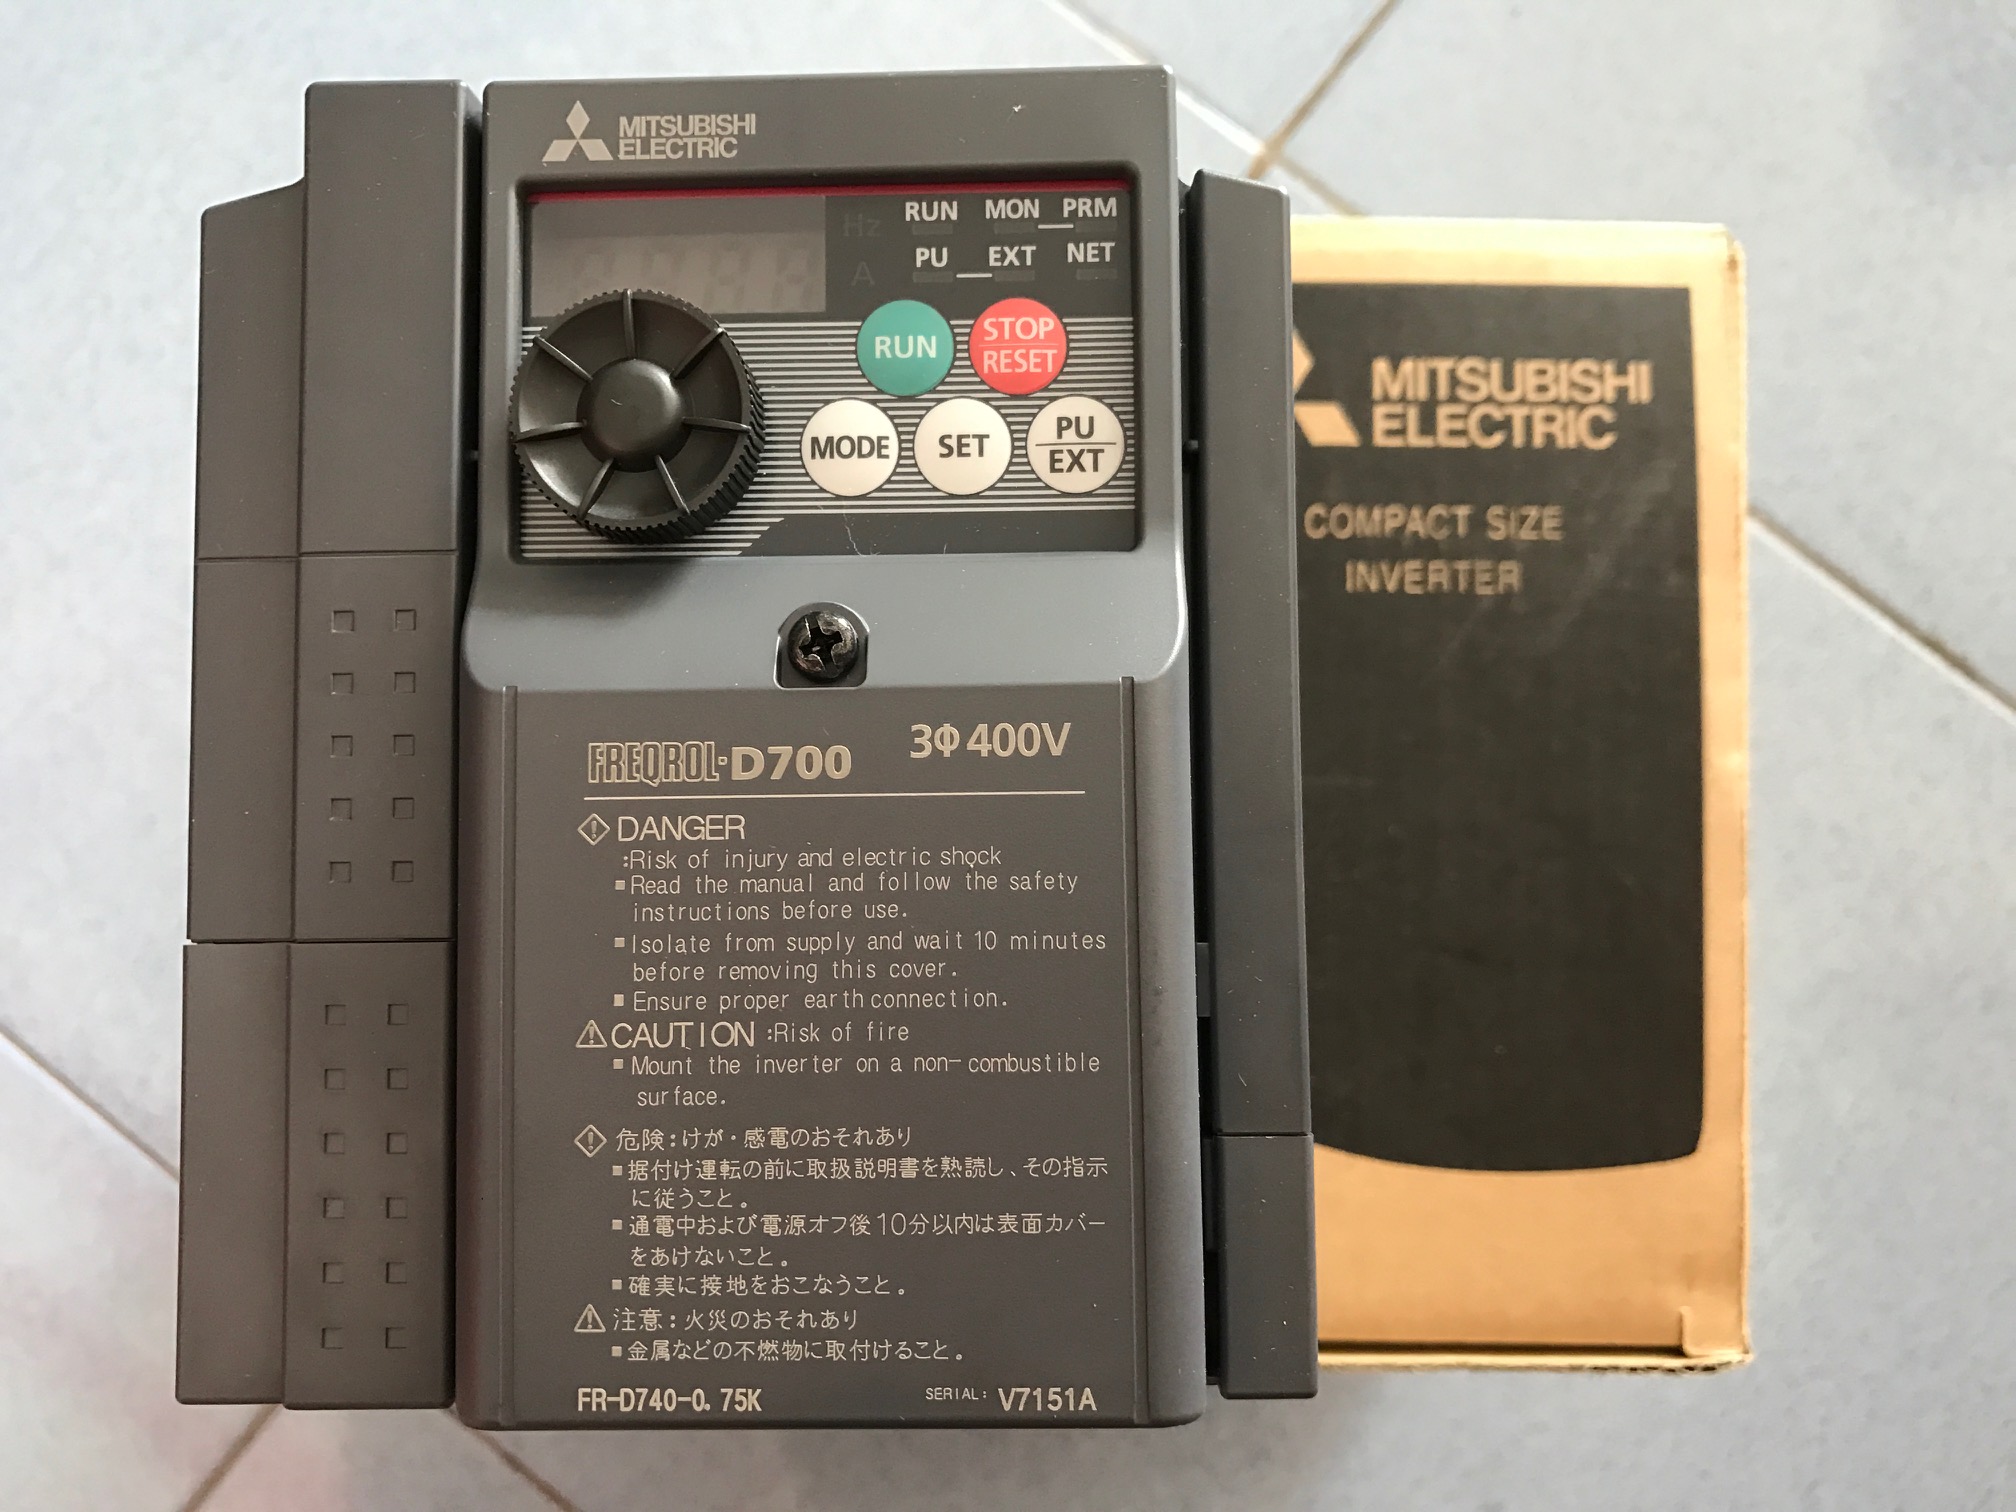 MITSUBISHI
ELECTRIC
Hz
A
RUN MON PRM
PU EXT NET
RUN
STOP
RESET
MODE
SET
PU
EXT
FREQROL-D700 3Φ400V
DANGER
:Risk of injury and electric shock
▪Read the manual and follow the safety
instructions before use.
▪Isolate from supply and wait 10 minutes
before removing this cover.
▪Ensure proper earth connection.
CAUTION :Risk of fire
▪Mount the inverter on a non-combustible
surface.
危険：けが・感電のおそれあり
▪据付け運転の前に取扱説明書を熟読し、その指示
に従うこと。
▪通電中および電源オフ後10分以内は表面カバー
をあけないこと。
▪確実に接地をおこなうこと。
注意：火災のおそれあり
▪金属などの不燃物に取付けること。
FR-D740-0.75K SERIAL: V7151A
MITSUBISHI
ELECTRIC
COMPACT SIZE
INVERTER